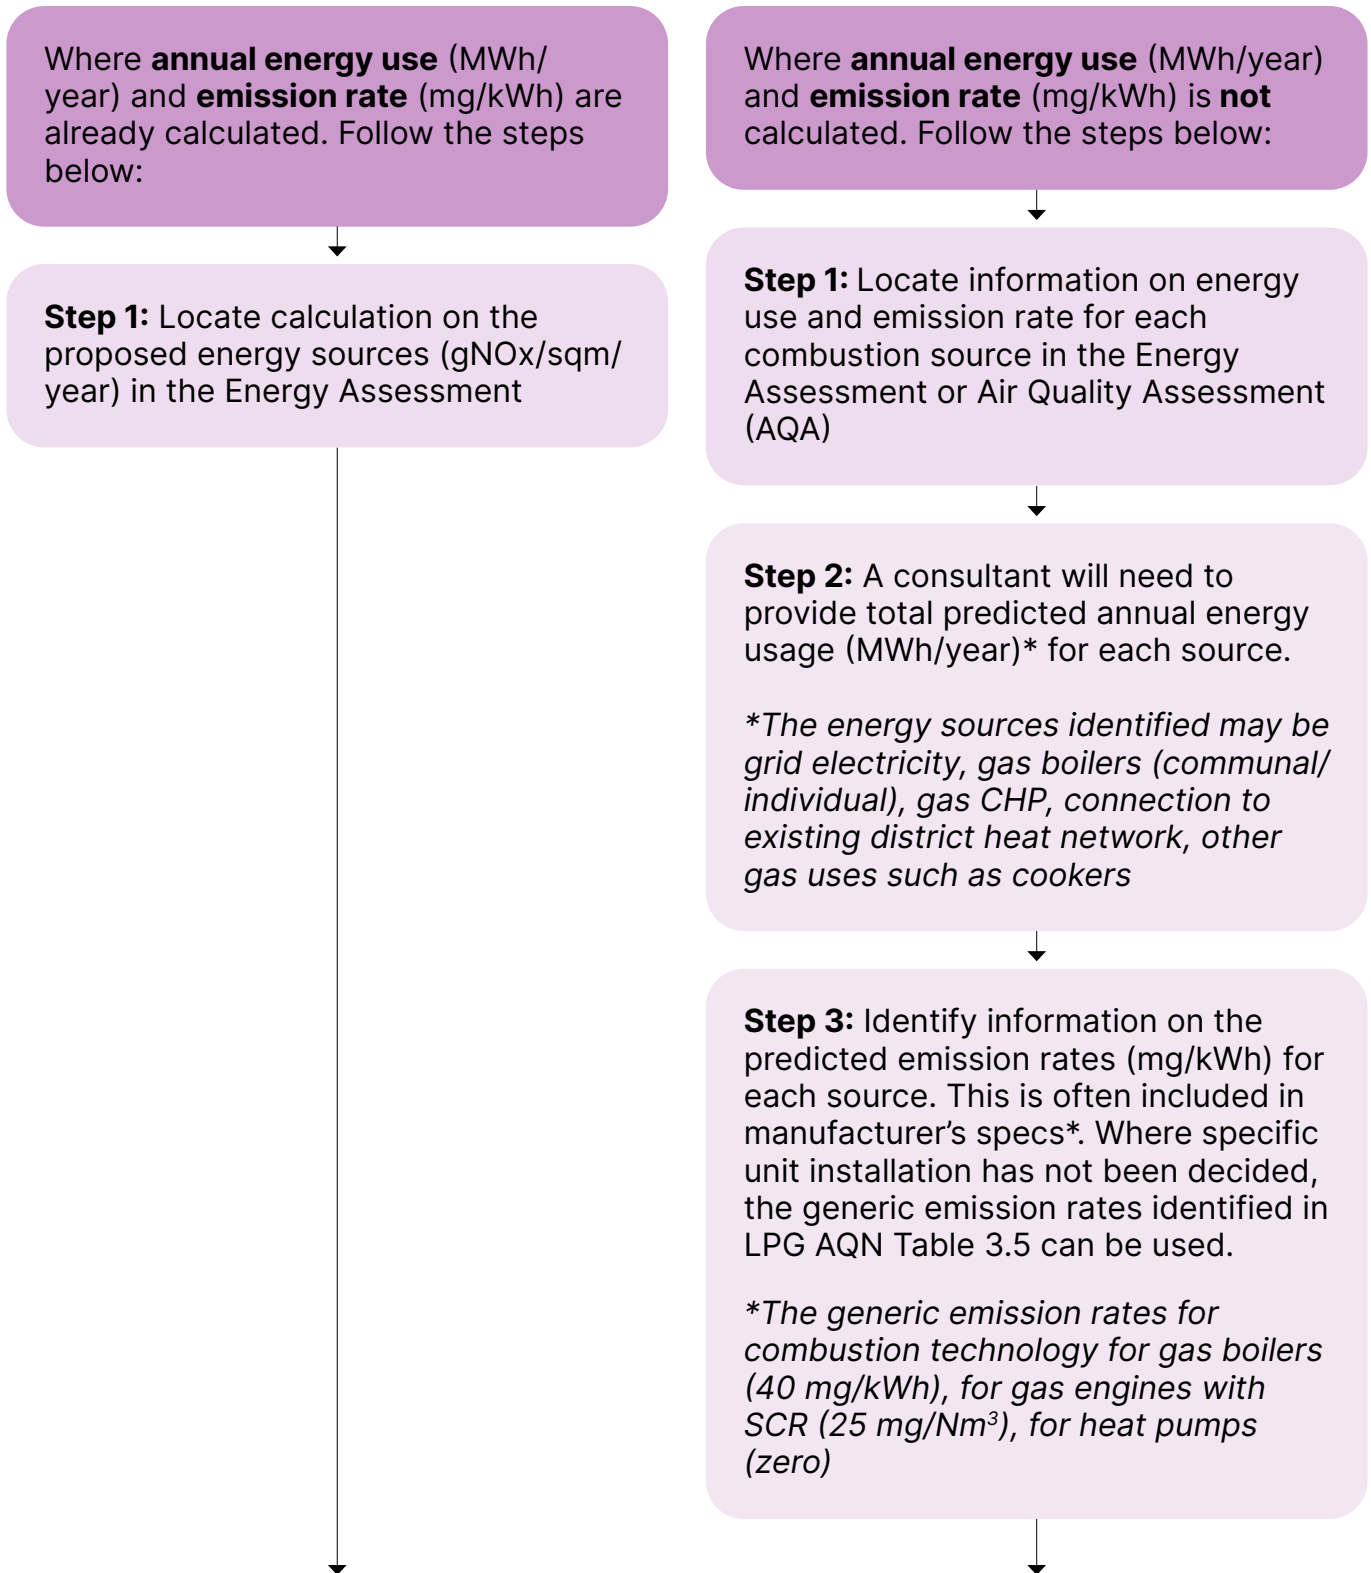 Where annual energy use (MWh/
year) and emission rate (mg/kWh) are
already calculated. Follow the steps
below:
Step 1: Locate calculation on the
proposed energy sources (gNOx/sqm/
year) in the Energy Assessment
Where annual energy use (MWh/year)
and emission rate (mg/kWh) is not
calculated. Follow the steps below:
Step 1: Locate information on energy
use and emission rate for each
combustion source in the Energy
Assessment or Air Quality Assessment
(AQA)
Step 2: A consultant will need to
provide total predicted annual energy
usage (MWh/year)* for each source.
*The energy sources identified may be
grid electricity, gas boilers (communal/
individual), gas CHP, connection to
existing district heat network, other
gas uses such as cookers
Step 3: Identify information on the
predicted emission rates (mg/kWh) for
each source. This is often included in
manufacturer’s specs*. Where specific
unit installation has not been decided,
the generic emission rates identified in
LPG AQN Table 3.5 can be used.
*The generic emission rates for
combustion technology for gas boilers
(40 mg/kWh), for gas engines with
SCR (25 mg/Nm³), for heat pumps
(zero)